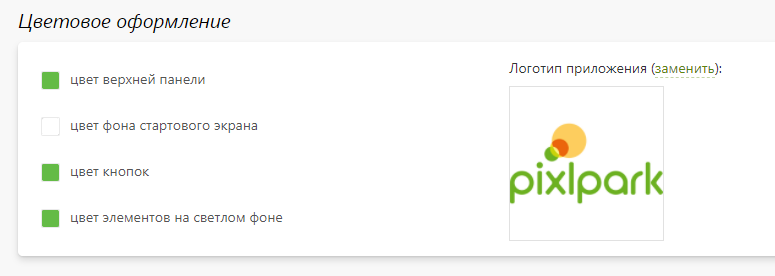 Цветовое оформление
цвет верхней панели
цвет фона стартового экрана
цвет кнопок
цвет элементов на светлом фоне
Логотип приложения (заменить):
pixlpark